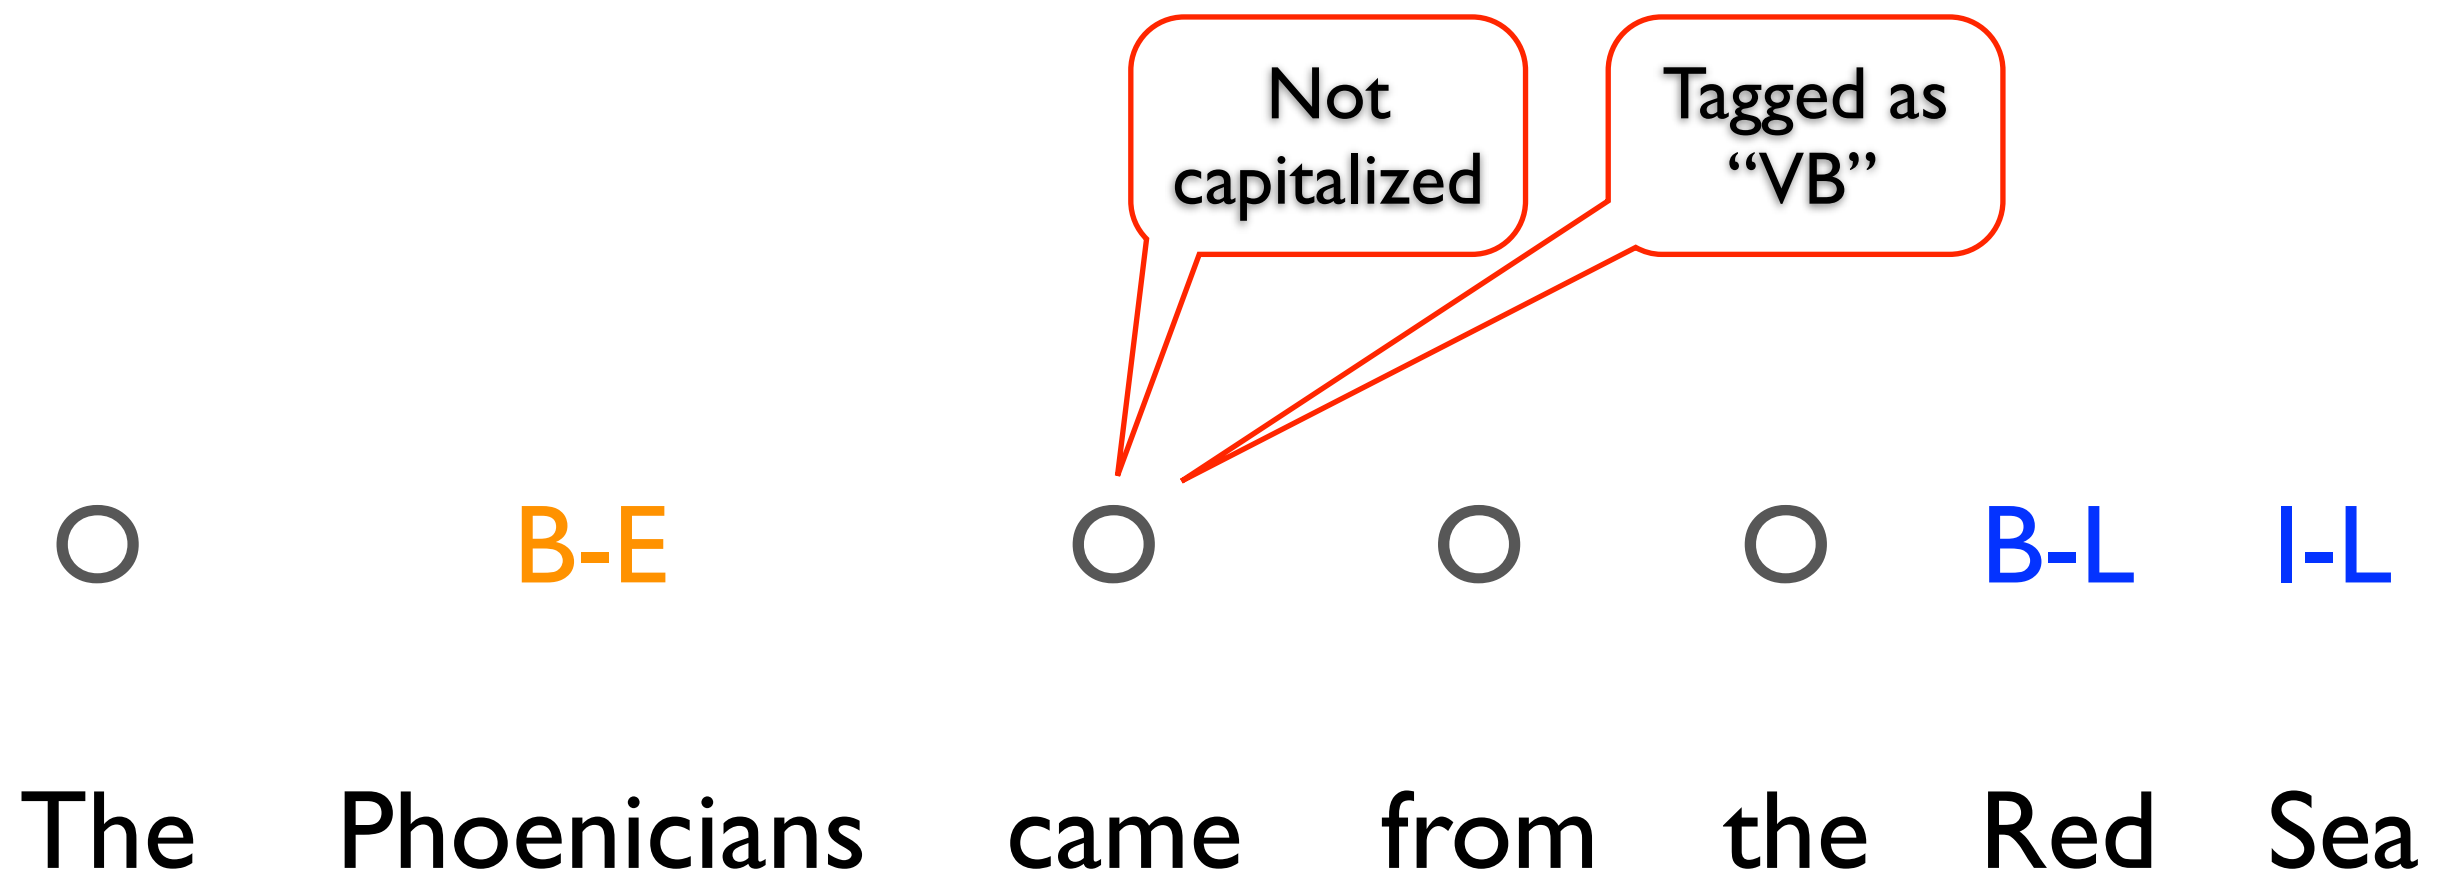 Not
capitalized
Tagged as
“VB”
O B-E O O O B-L I-L
The Phoenicians came from the Red Sea